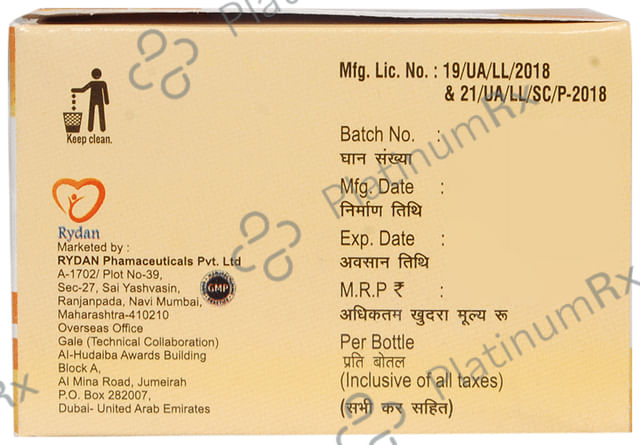 Keep clean.
Rydan
Marketed by :
RYDAN Phamaceuticals Pvt. Ltd
A-1702/ Plot No-39,
Sec-27, Sai Yashvasin,
Ranjanpada, Navi Mumbai,
Maharashtra-410210
Overseas Office
Gale (Technical Collaboration)
Al-Hudaiba Awards Building
Block A,
Al Mina Road, Jumeirah
P.O. Box 282007,
Dubai- United Arab Emirates
GMP
Mfg. Lic. No. : 19/UA/LL/2018
& 21/UA/LL/SC/P-2018
Batch No. :
घान संख्या
Mfg. Date :
निर्माण तिथि
Exp. Date :
अवसान तिथि
M.R.P ₹ :
अधिकतम खुदरा मूल्य रू
Per Bottle
प्रति बोतल
(Inclusive of all taxes)
(सभी कर सहित)
PlatinumRx
PlatinumRx
PlatinumRx